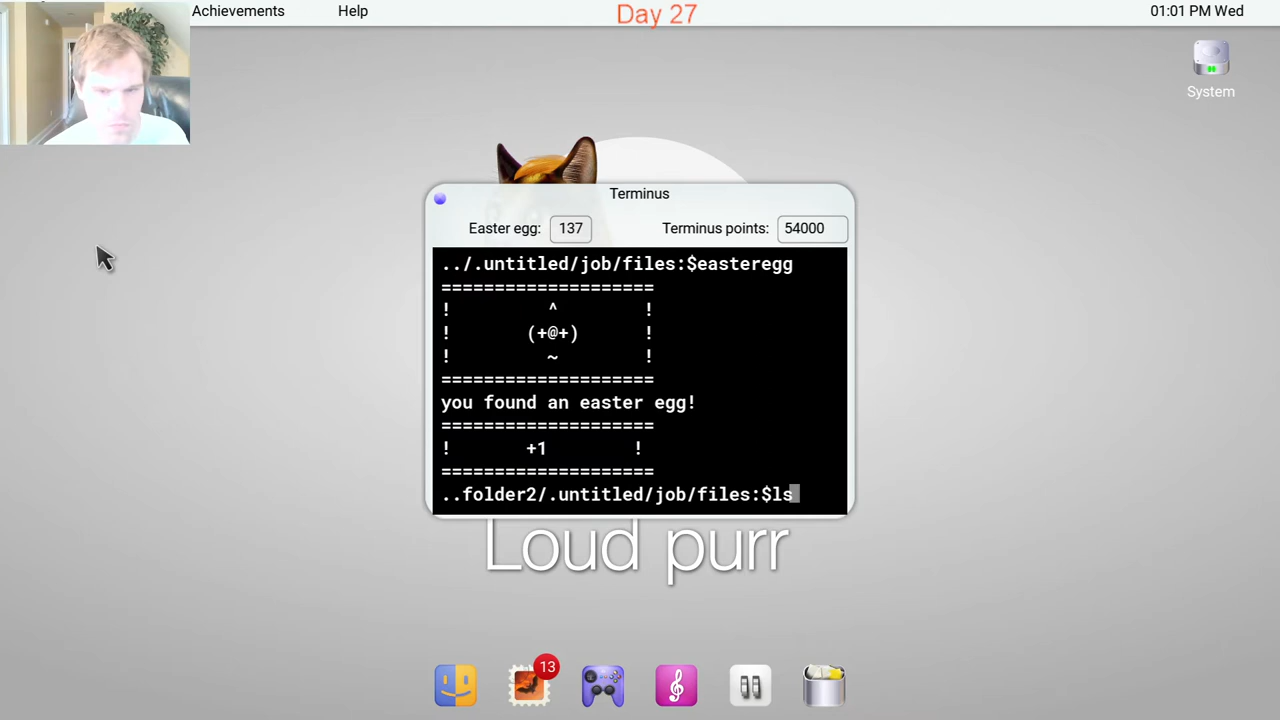 Achievements Help Day 27 01:01 PM Wed
System
Terminus
Easter egg: 137 Terminus points: 54000
../.untitled/job/files:$easteregg
====================
! ^ !
! (+@+) !
! ~ !
====================
you found an easter egg!
====================
! +1 !
====================
..folder2/.untitled/job/files:$ls
Loud purr
13